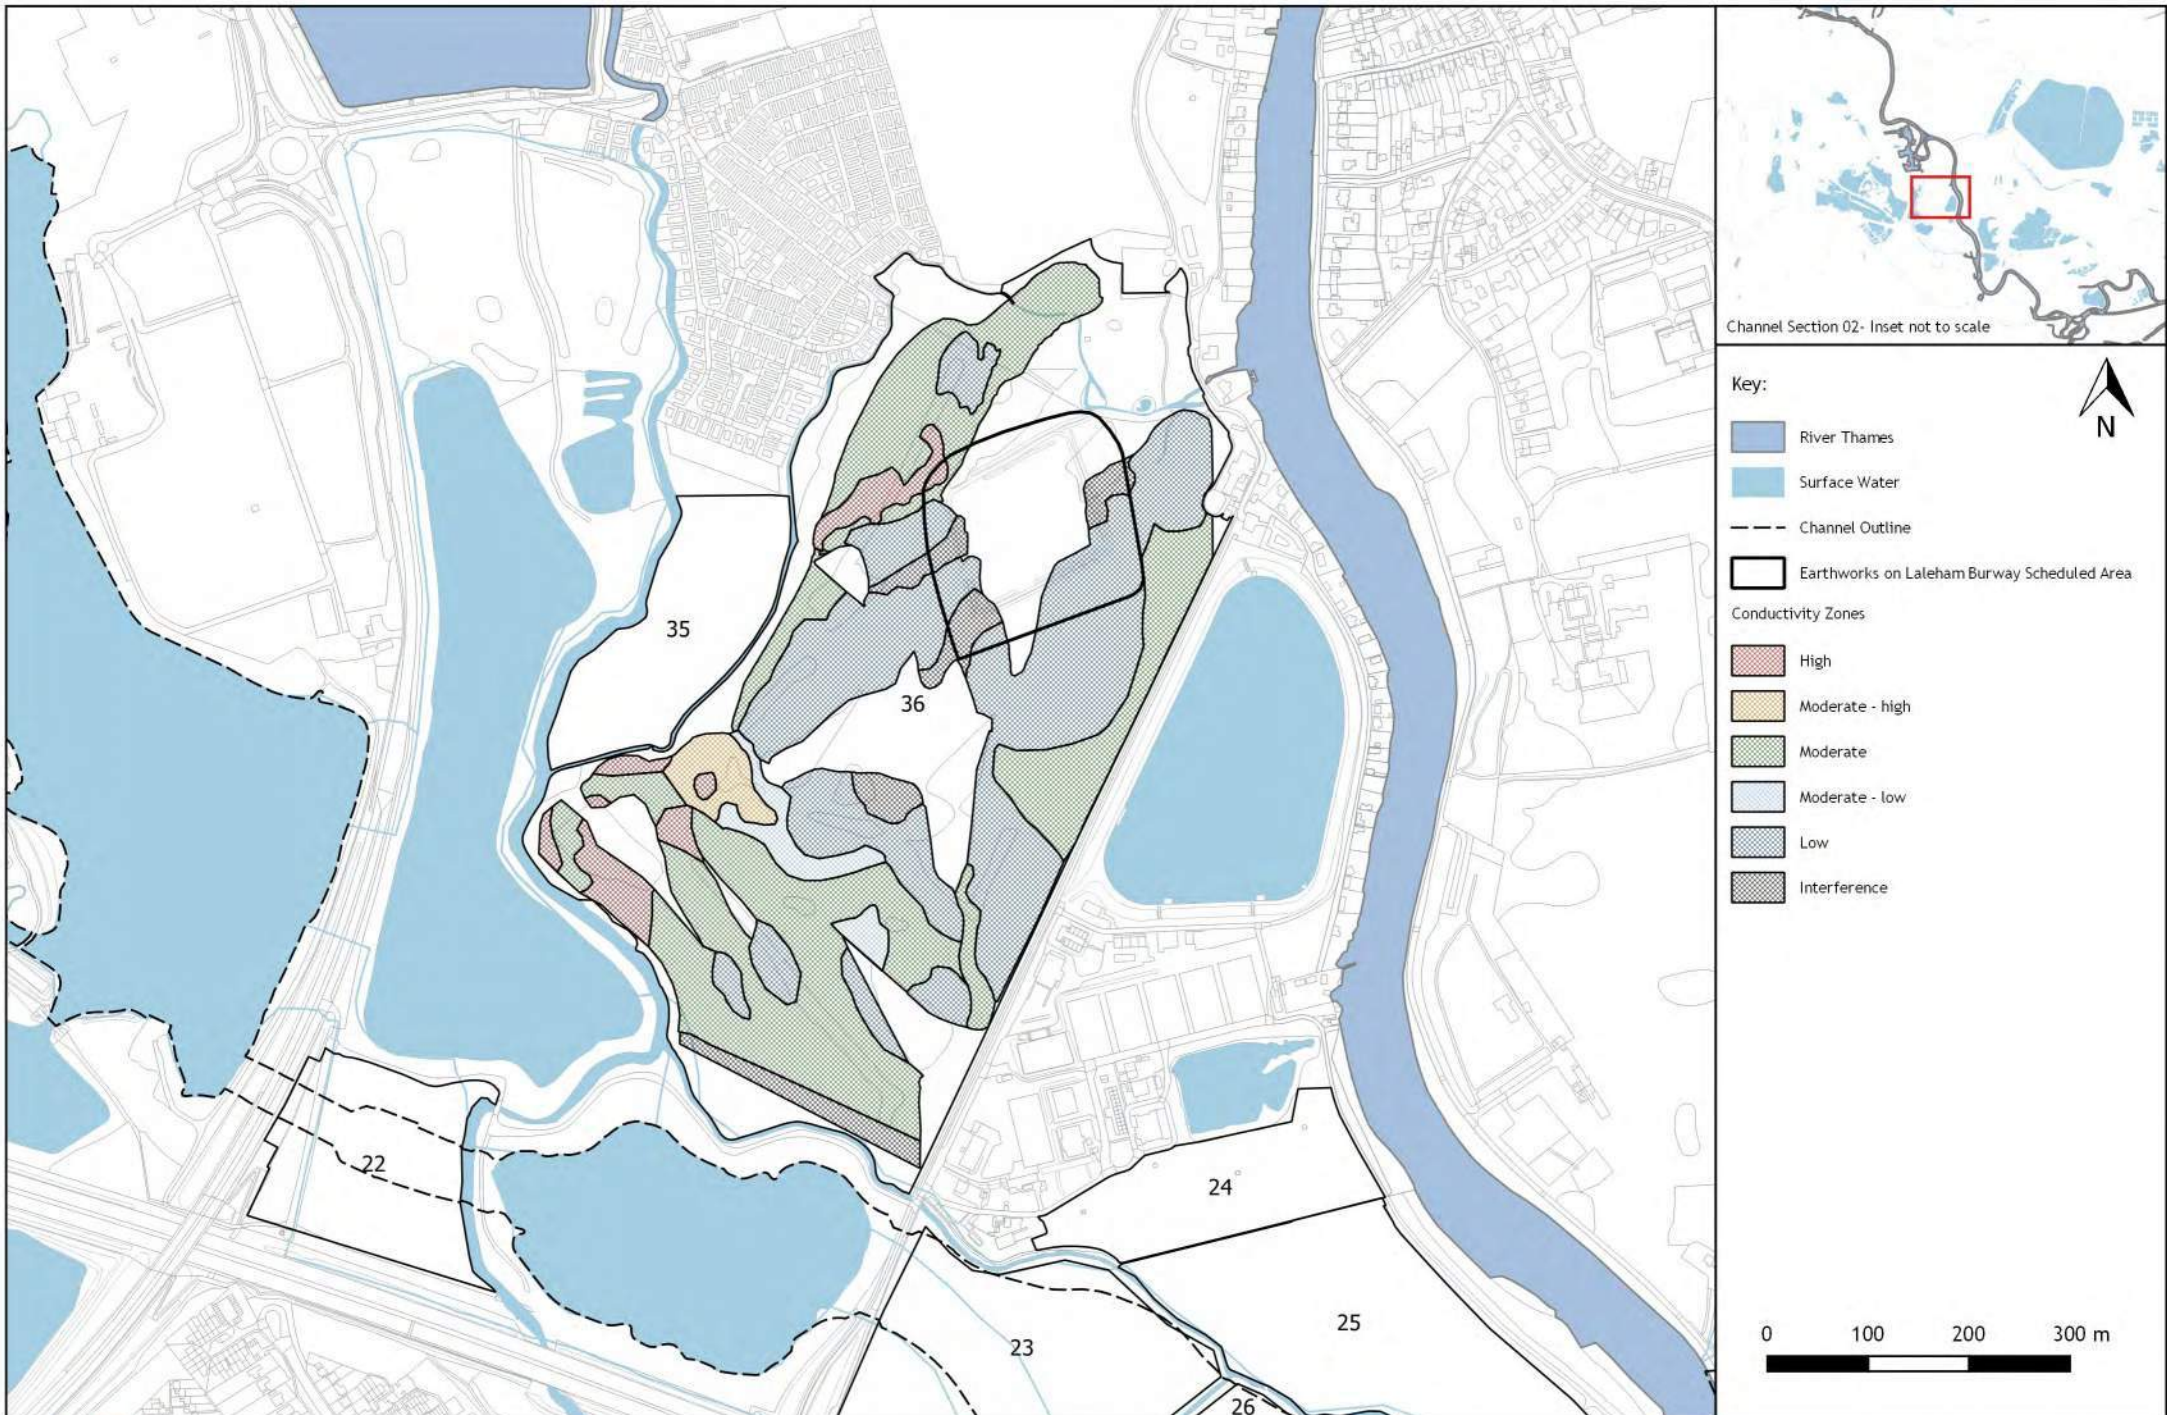 Channel Section 02- Inset not to scale
Key:
N
River Thames
Surface Water
Channel Outline
Earthworks on Laleham Burway Scheduled Area
Conductivity Zones
High
Moderate - high
Moderate
Moderate - low
Low
Interference
35
36
22
24
25
23
26
0 100 200 300 m